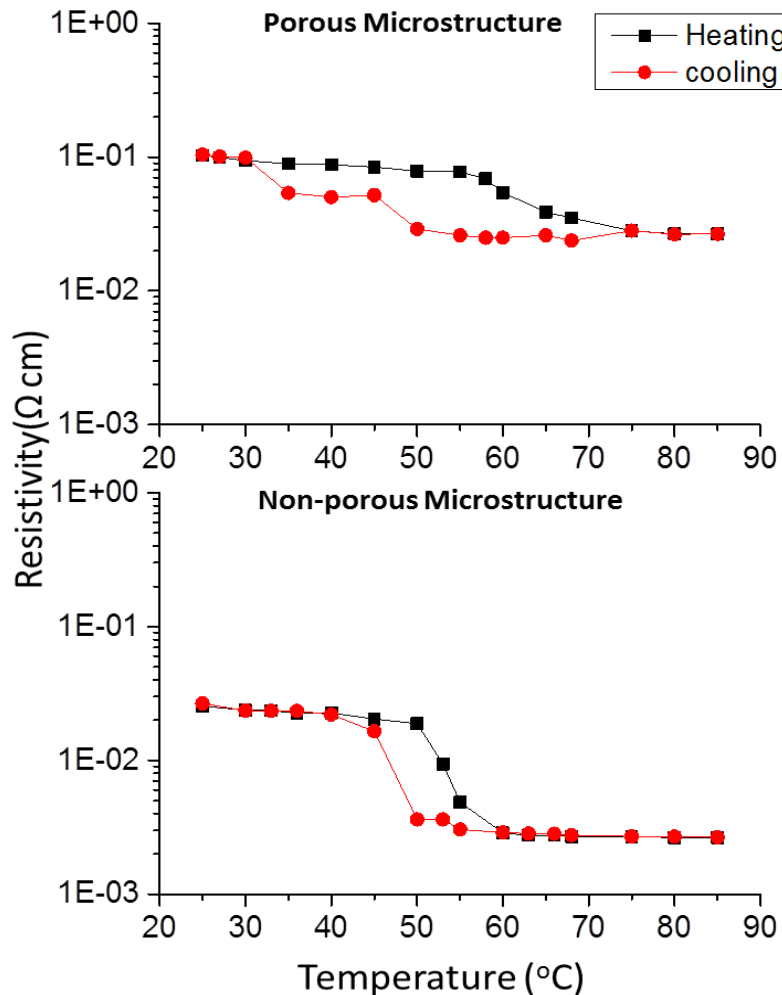 Porous Microstructure
Heating
cooling
1E+00
1E-01
1E-02
1E-03
20 30 40 50 60 70 80 90
Resistivity(Ω cm)
Non-porous Microstructure
1E+00
1E-01
1E-02
1E-03
20 30 40 50 60 70 80 90
Temperature (°C)